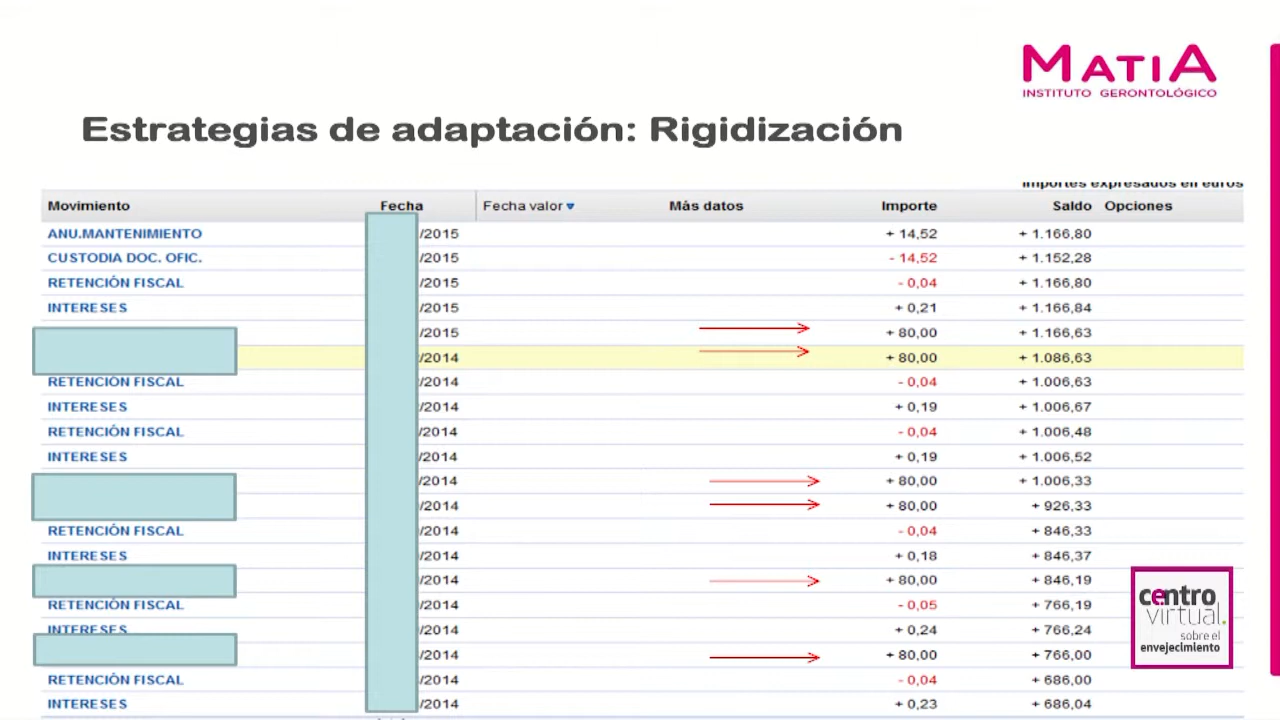 MATIA
INSTITUTO GERONTOLÓGICO
Estrategias de adaptación: Rigidización
Importes expresados en euros
Movimiento Fecha Fecha valor Más datos Importe Saldo Opciones
ANU.MANTENIMIENTO /2015 + 14,52 + 1.166,80
CUSTODIA DOC. OFIC. /2015 - 14,52 + 1.152,28
RETENCIÓN FISCAL /2015 - 0,04 + 1.166,80
INTERESES /2015 + 0,21 + 1.166,84
/2015 + 80,00 + 1.166,63
/2014 + 80,00 + 1.086,63
RETENCIÓN FISCAL /2014 - 0,04 + 1.006,63
INTERESES /2014 + 0,19 + 1.006,67
RETENCIÓN FISCAL /2014 - 0,04 + 1.006,48
INTERESES /2014 + 0,19 + 1.006,52
/2014 + 80,00 + 1.006,33
/2014 + 80,00 + 926,33
RETENCIÓN FISCAL /2014 - 0,04 + 846,33
INTERESES /2014 + 0,18 + 846,37
/2014 + 80,00 + 846,19
RETENCIÓN FISCAL /2014 - 0,05 + 766,19
INTERESES /2014 + 0,24 + 766,24
/2014 + 80,00 + 766,00
RETENCIÓN FISCAL /2014 - 0,04 + 686,00
INTERESES /2014 + 0,23 + 686,04
centro
virtual.
sobre el
envejecimiento